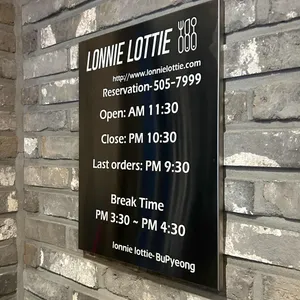 LONNIE LOTTIE
http://www.lonnielottie.com
Reservation-505-7999
Open: AM 11:30
Close: PM 10:30
Last orders: PM 9:30
Break Time
PM 3:30 ~ PM 4:30
lonnie lottie-BuPyeong